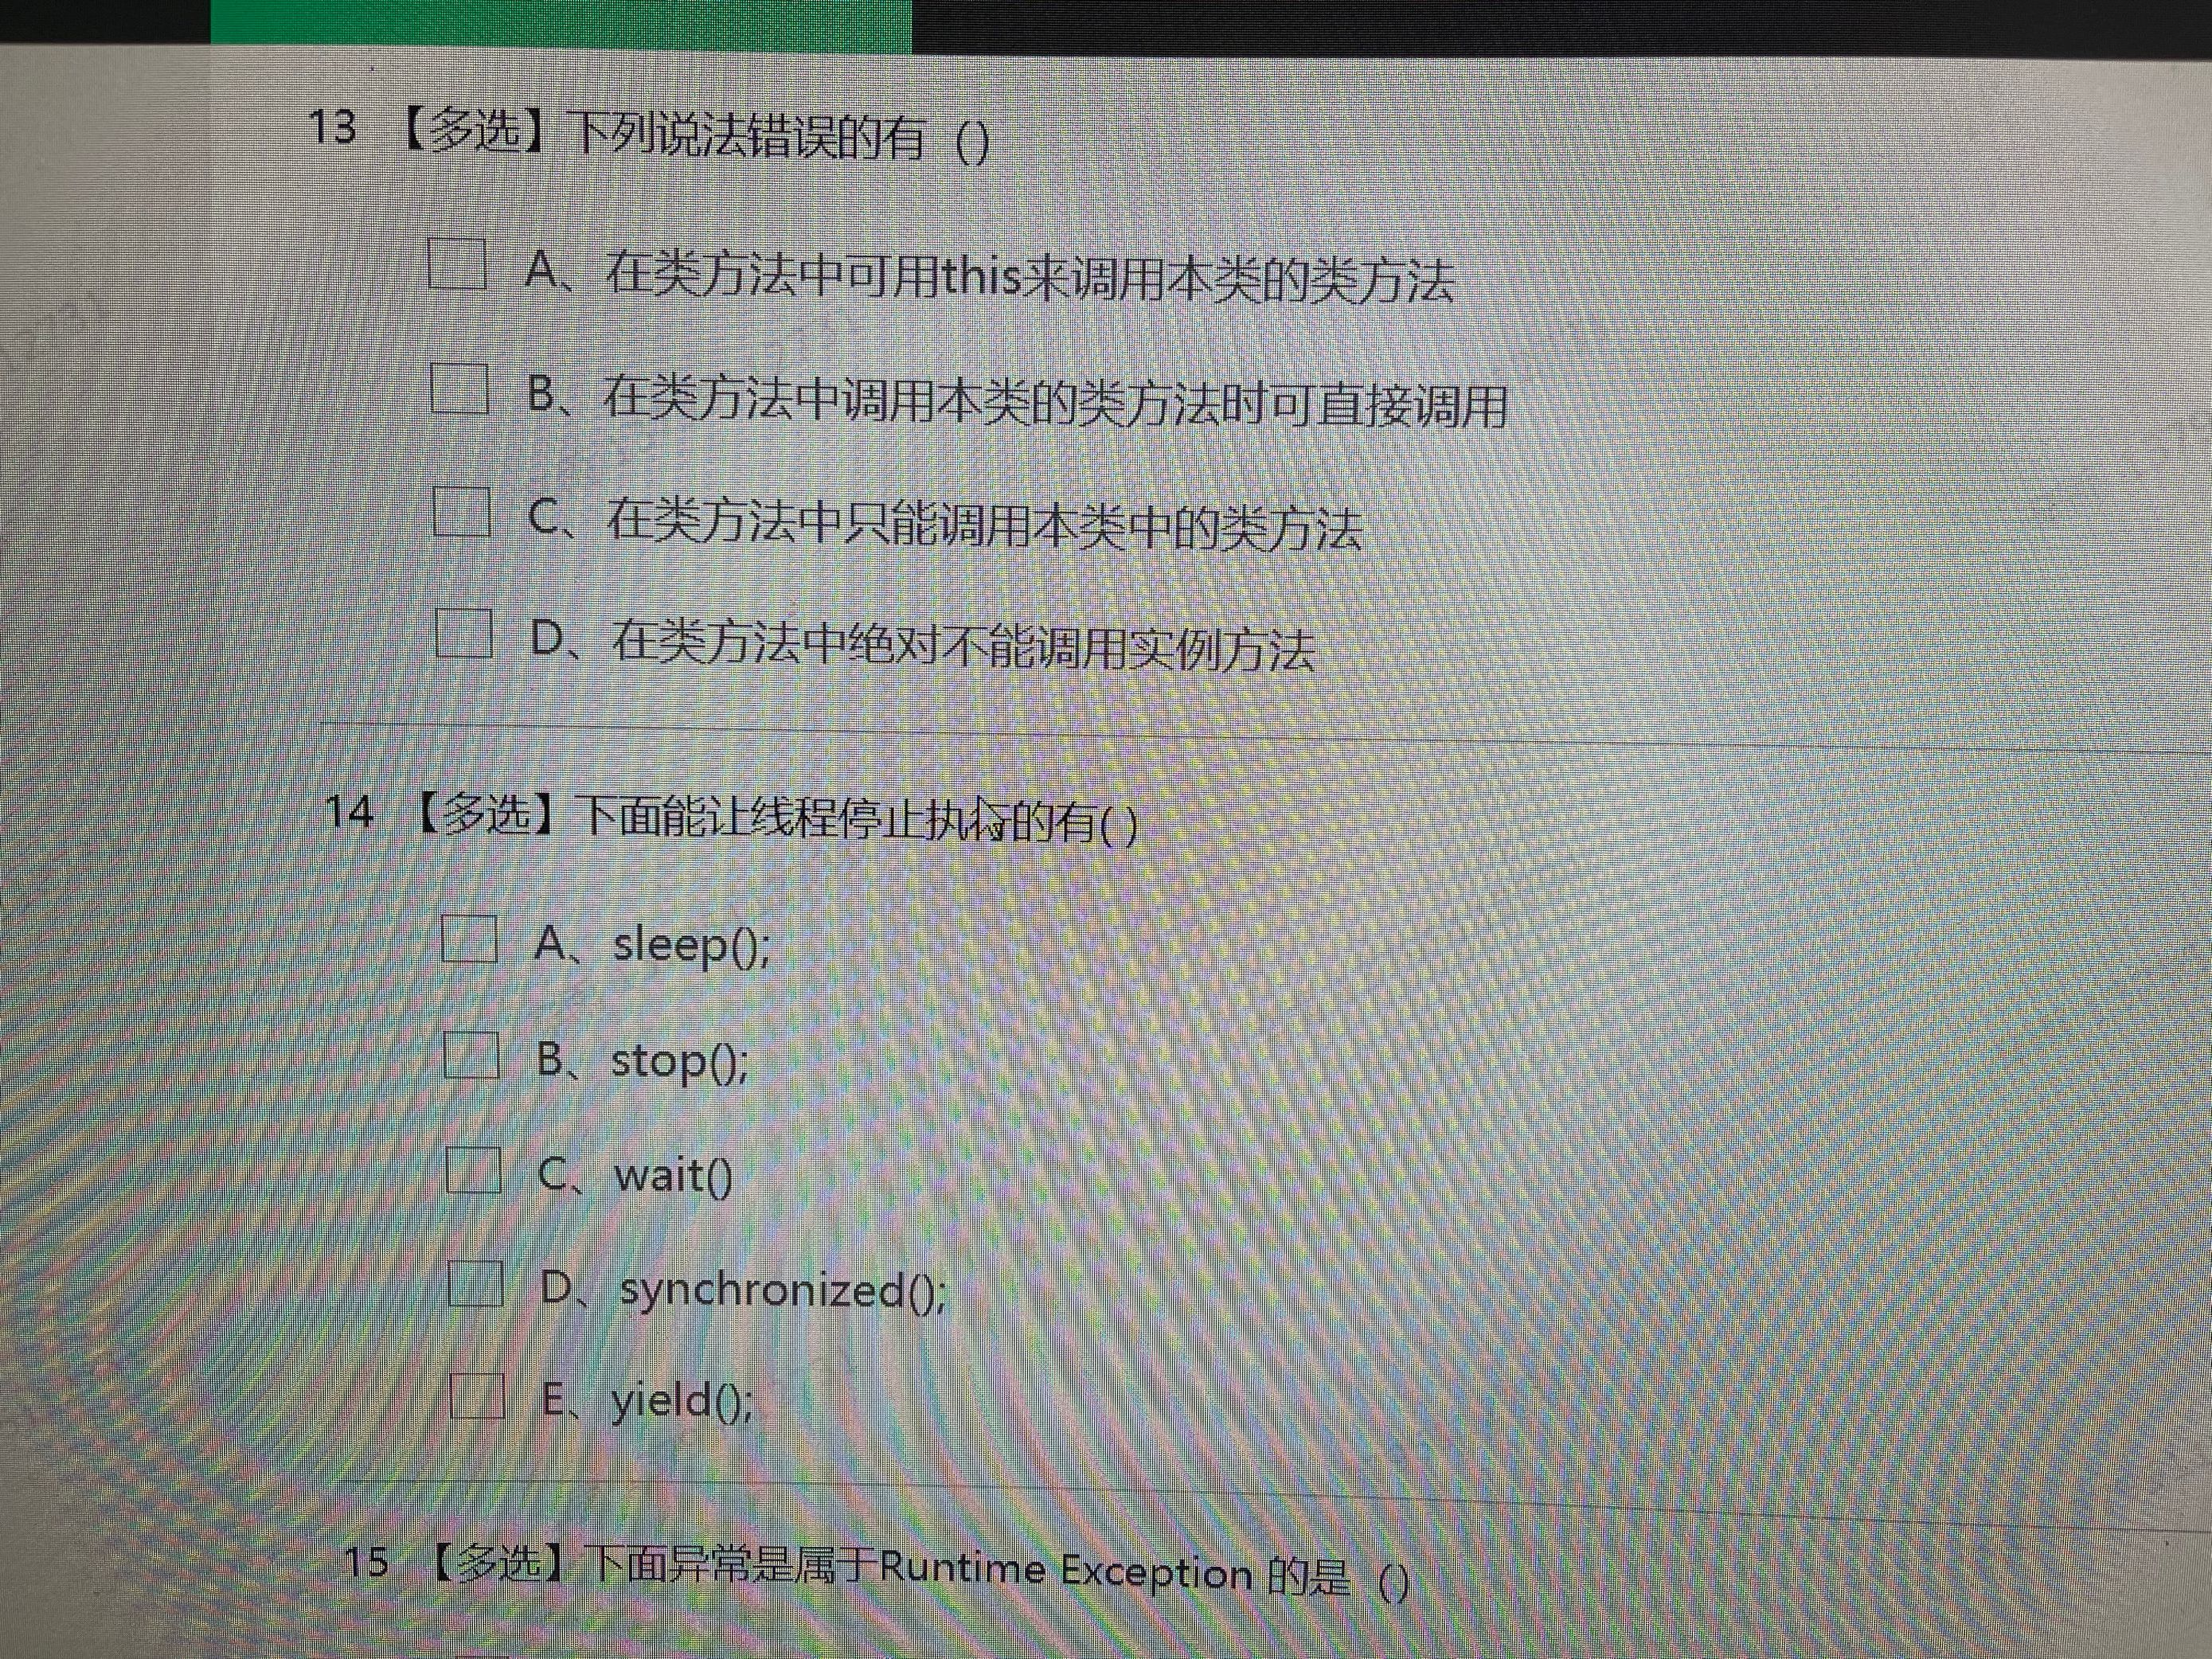 13 【多选】下列说法错误的有 ()
A、在类方法中可用this来调用本类的类方法
B、在类方法中调用本类的类方法时可直接调用
C、在类方法中只能调用本类中的类方法
D、在类方法中绝对不能调用实例方法
14 【多选】下面能让线程停止执行的有( )
A、sleep();
B、stop();
C、wait()
D、synchronized();
E、yield();
15 【多选】下面异常是属于Runtime Exception 的是 ()